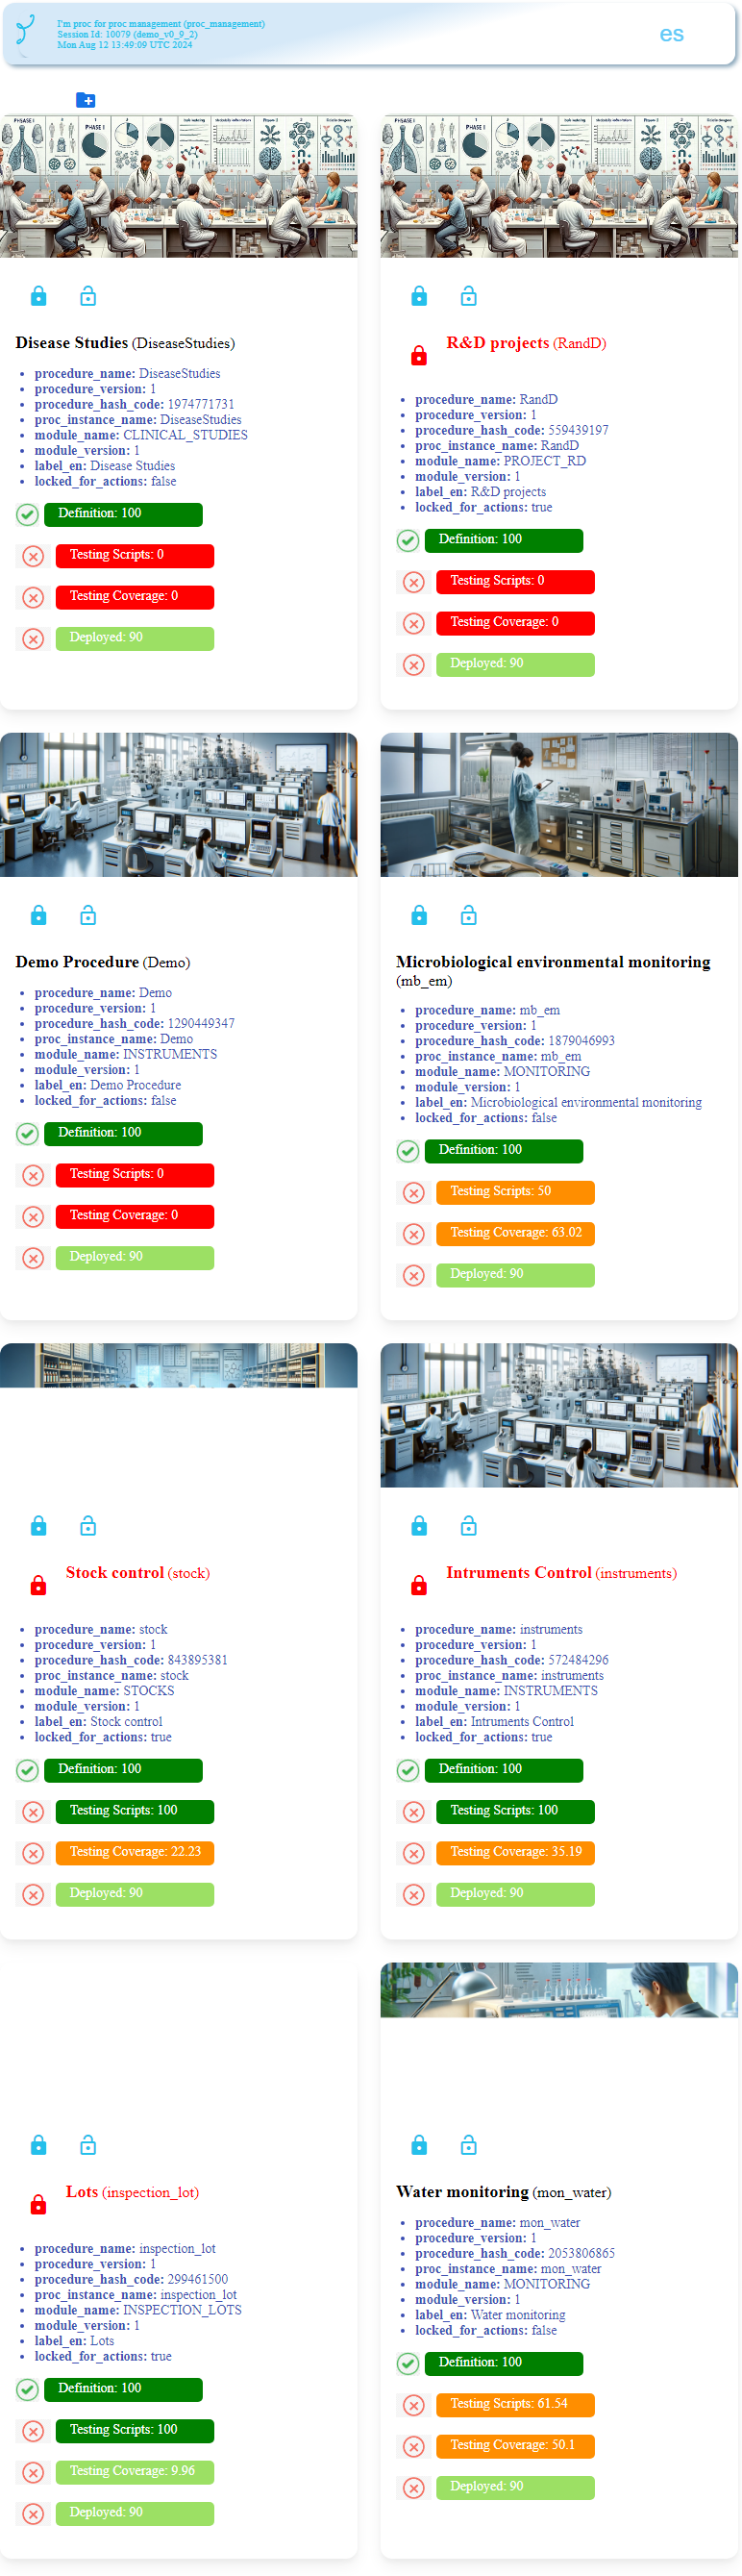 I'm proc for proc management (proc_management)
Session Id: 10079 (demo_v0_9_2)
Mon Aug 12 13:49:09 UTC 2024
es
PHASE I
PHASE I
Disease Studies (DiseaseStudies)
procedure_name: DiseaseStudies
procedure_version: 1
procedure_hash_code: 1974771731
proc_instance_name: DiseaseStudies
module_name: CLINICAL_STUDIES
module_version: 1
label_en: Disease Studies
locked_for_actions: false
Definition: 100
Testing Scripts: 0
Testing Coverage: 0
Deployed: 90
R&D projects (RandD)
procedure_name: RandD
procedure_version: 1
procedure_hash_code: 559439197
proc_instance_name: RandD
module_name: PROJECT_RD
module_version: 1
label_en: R&D projects
locked_for_actions: true
Definition: 100
Testing Scripts: 0
Testing Coverage: 0
Deployed: 90
Demo Procedure (Demo)
procedure_name: Demo
procedure_version: 1
procedure_hash_code: 1290449347
proc_instance_name: Demo
module_name: INSTRUMENTS
module_version: 1
label_en: Demo Procedure
locked_for_actions: false
Definition: 100
Testing Scripts: 0
Testing Coverage: 0
Deployed: 90
Microbiological environmental monitoring
(mb_em)
procedure_name: mb_em
procedure_version: 1
procedure_hash_code: 1879046993
proc_instance_name: mb_em
module_name: MONITORING
module_version: 1
label_en: Microbiological environmental monitoring
locked_for_actions: false
Definition: 100
Testing Scripts: 50
Testing Coverage: 63.02
Deployed: 90
Stock control (stock)
procedure_name: stock
procedure_version: 1
procedure_hash_code: 843895381
proc_instance_name: stock
module_name: STOCKS
module_version: 1
label_en: Stock control
locked_for_actions: true
Definition: 100
Testing Scripts: 100
Testing Coverage: 22.23
Deployed: 90
Intruments Control (instruments)
procedure_name: instruments
procedure_version: 1
procedure_hash_code: 572484296
proc_instance_name: instruments
module_name: INSTRUMENTS
module_version: 1
label_en: Intruments Control
locked_for_actions: true
Definition: 100
Testing Scripts: 100
Testing Coverage: 35.19
Deployed: 90
Lots (inspection_lot)
procedure_name: inspection_lot
procedure_version: 1
procedure_hash_code: 299461500
proc_instance_name: inspection_lot
module_name: INSPECTION_LOTS
module_version: 1
label_en: Lots
locked_for_actions: true
Definition: 100
Testing Scripts: 100
Testing Coverage: 9.96
Deployed: 90
Water monitoring (mon_water)
procedure_name: mon_water
procedure_version: 1
procedure_hash_code: 2053806865
proc_instance_name: mon_water
module_name: MONITORING
module_version: 1
label_en: Water monitoring
locked_for_actions: false
Definition: 100
Testing Scripts: 61.54
Testing Coverage: 50.1
Deployed: 90